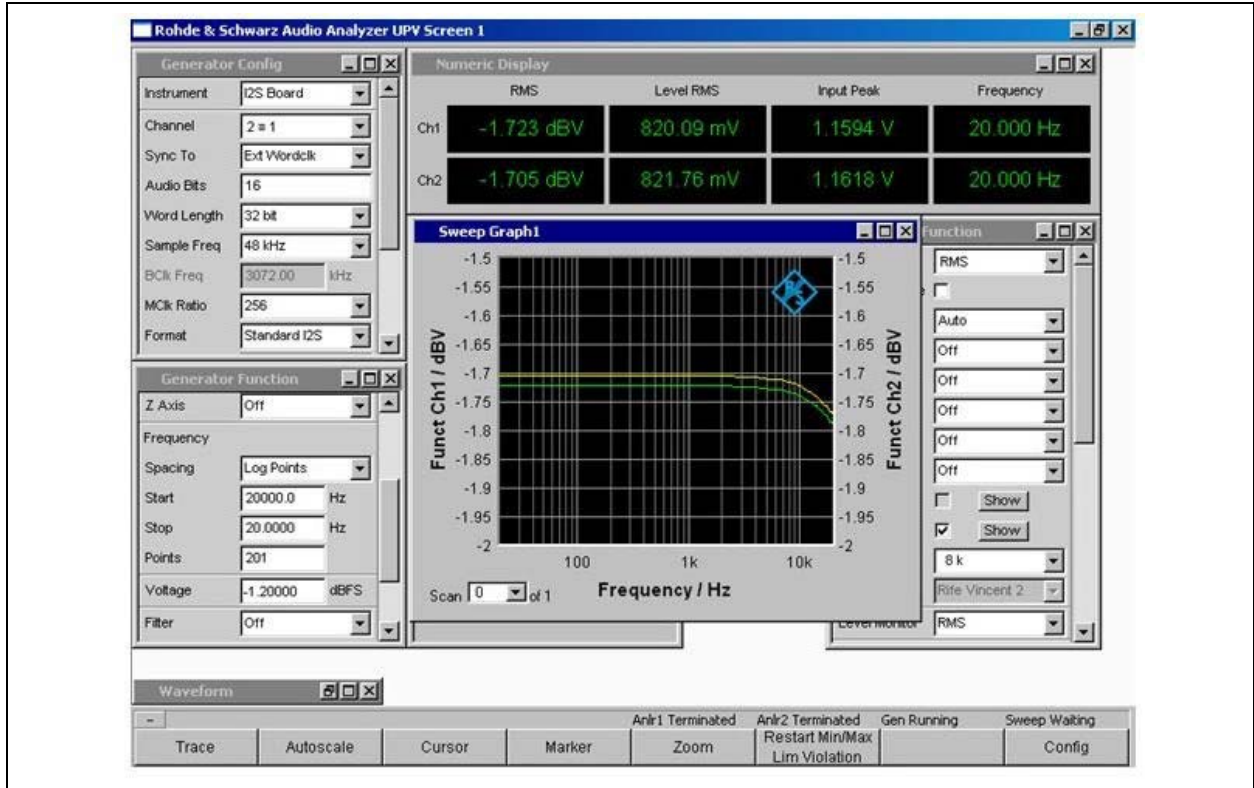 Rohde & Schwarz Audio Analyzer UPV Screen 1
Generator Config
Instrument I2S Board
Channel 2 ≡ 1
Sync To Ext Wordclk
Audio Bits 16
Word Length 32 bit
Sample Freq 48 kHz
BClk Freq 3072.00 kHz
MClk Ratio 256
Format Standard I2S
Generator Function
Z Axis Off
Frequency
Spacing Log Points
Start 20000.0 Hz
Stop 20.0000 Hz
Points 201
Voltage -1.20000 dBFS
Filter Off
Numeric Display
RMS Level RMS Input Peak Frequency
Ch1 -1.723 dBV 820.09 mV 1.1594 V 20.000 Hz
Ch2 -1.705 dBV 821.76 mV 1.1618 V 20.000 Hz
Sweep Graph1
Funct Ch1 / dBV
-1.5
-1.55
-1.6
-1.65
-1.7
-1.75
-1.8
-1.85
-1.9
-1.95
-2
R&S
-1.5
-1.55
-1.6
-1.65
-1.7
-1.75
-1.8
-1.85
-1.9
-1.95
-2
Funct Ch2 / dBV
100 1k 10k
Frequency / Hz
Scan 0 of 1
Function
RMS
Auto
Off
Off
Off
Off
Off
Show
Show
8 k
Rife Vincent 2
Level Monitor RMS
Waveform
Anlr1 Terminated Anlr2 Terminated Gen Running Sweep Waiting
Trace Autoscale Cursor Marker Zoom Restart Min/Max Config
Lim Violation